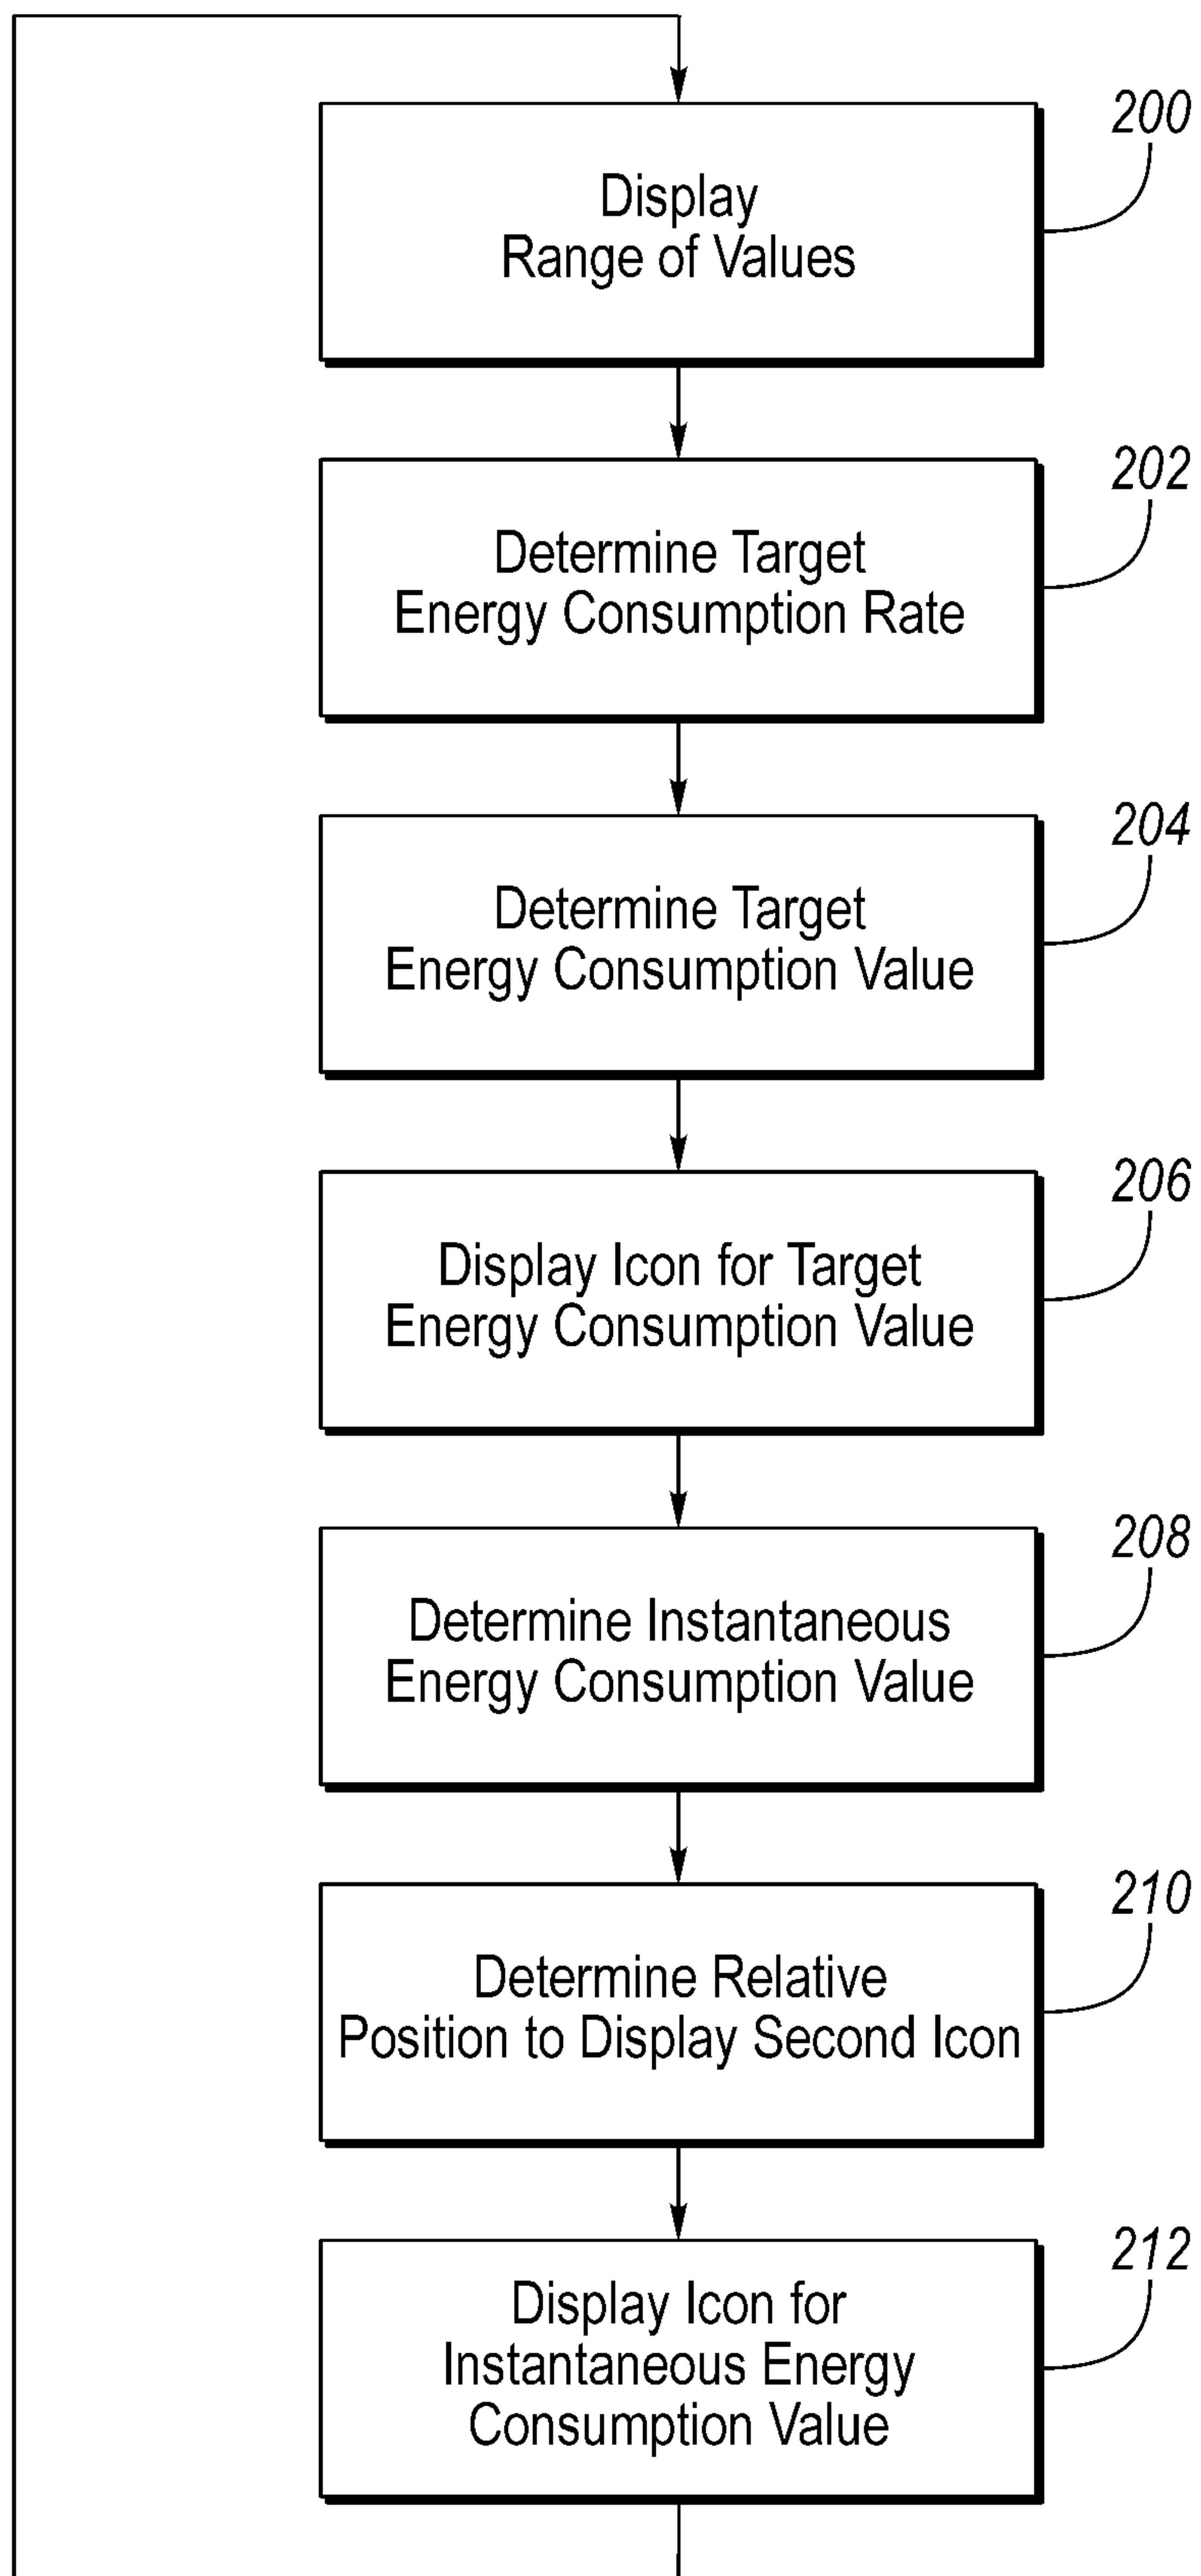 200
Display
Range of Values
202
Determine Target
Energy Consumption Rate
204
Determine Target
Energy Consumption Value
206
Display Icon for Target
Energy Consumption Value
208
Determine Instantaneous
Energy Consumption Value
210
Determine Relative
Position to Display Second Icon
212
Display Icon for
Instantaneous Energy
Consumption Value